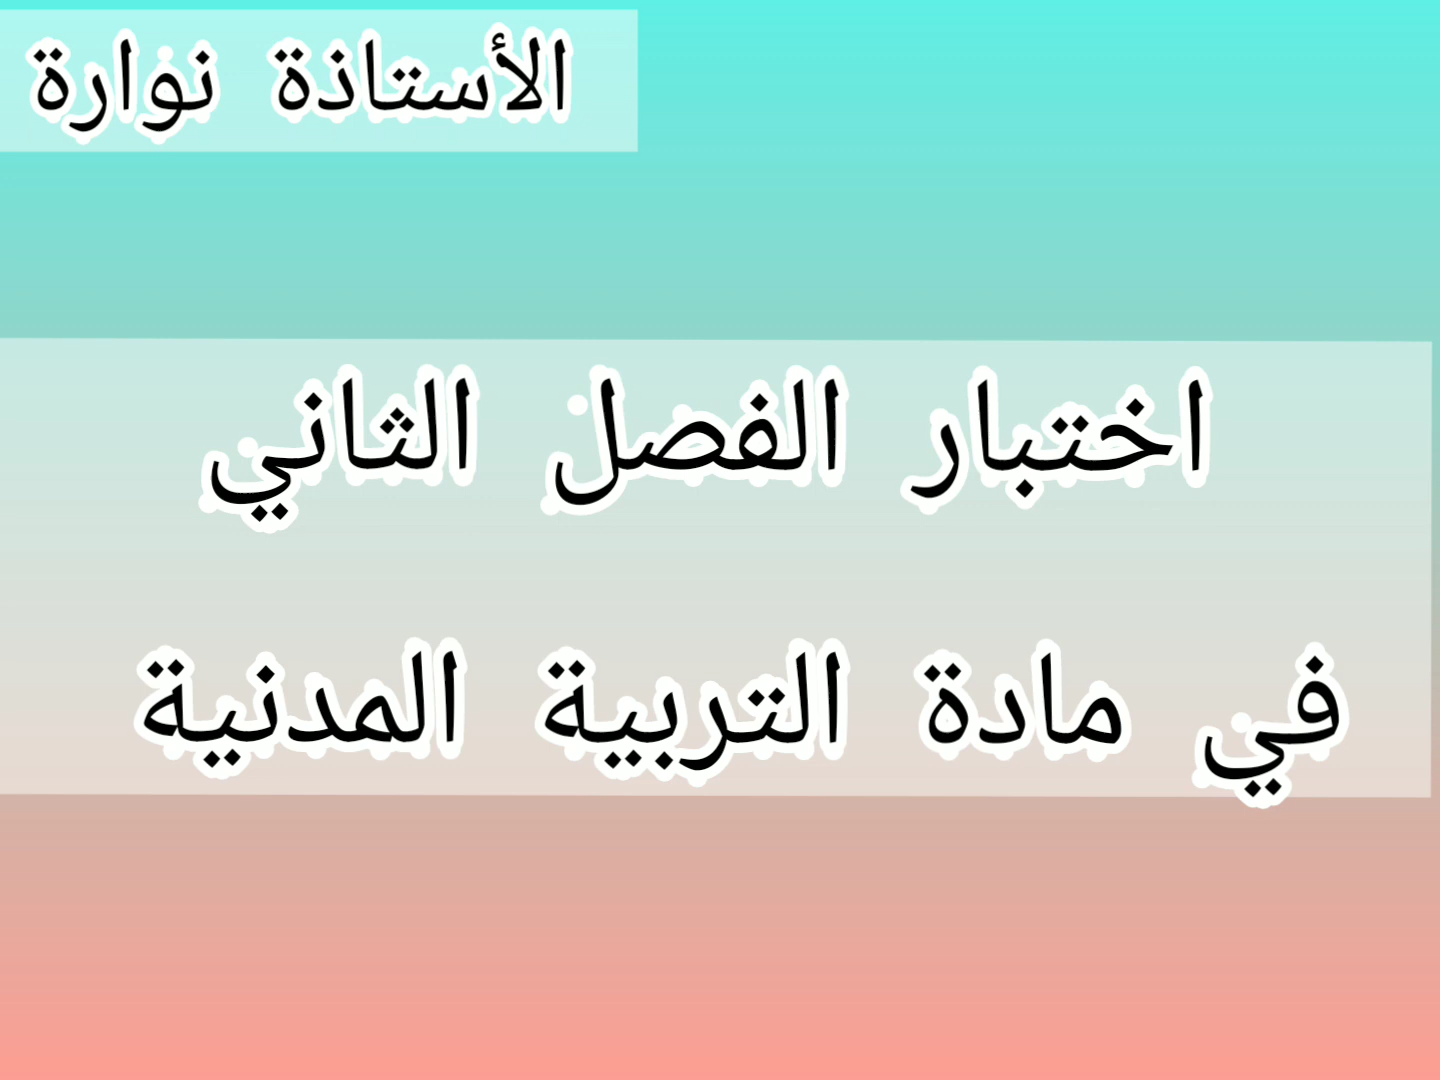 الأستاذة نوارة
اختبار الفصل الثاني
في مادة التربية المدنية